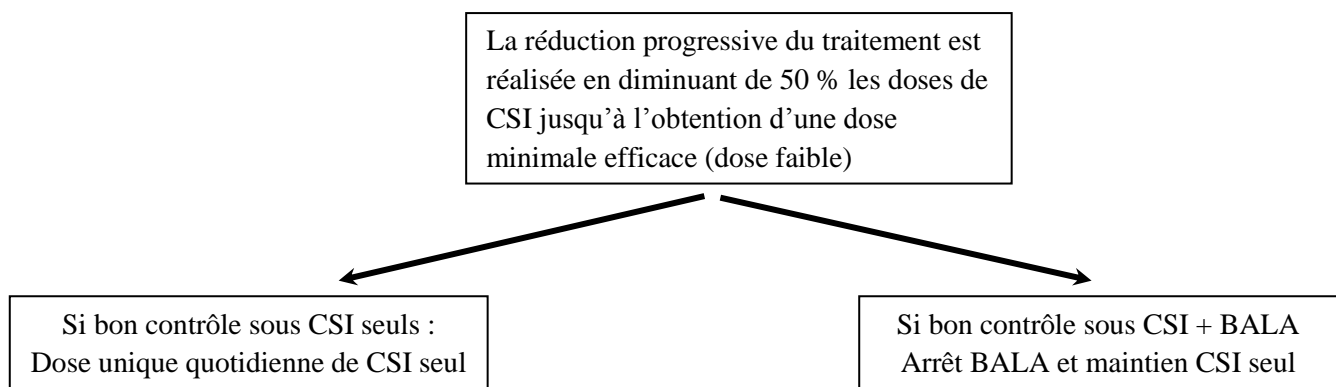 La réduction progressive du traitement est
réalisée en diminuant de 50 % les doses de
CSI jusqu’à l’obtention d’une dose
minimale efficace (dose faible)
Si bon contrôle sous CSI seuls :
Dose unique quotidienne de CSI seul
Si bon contrôle sous CSI + BALA
Arrêt BALA et maintien CSI seul